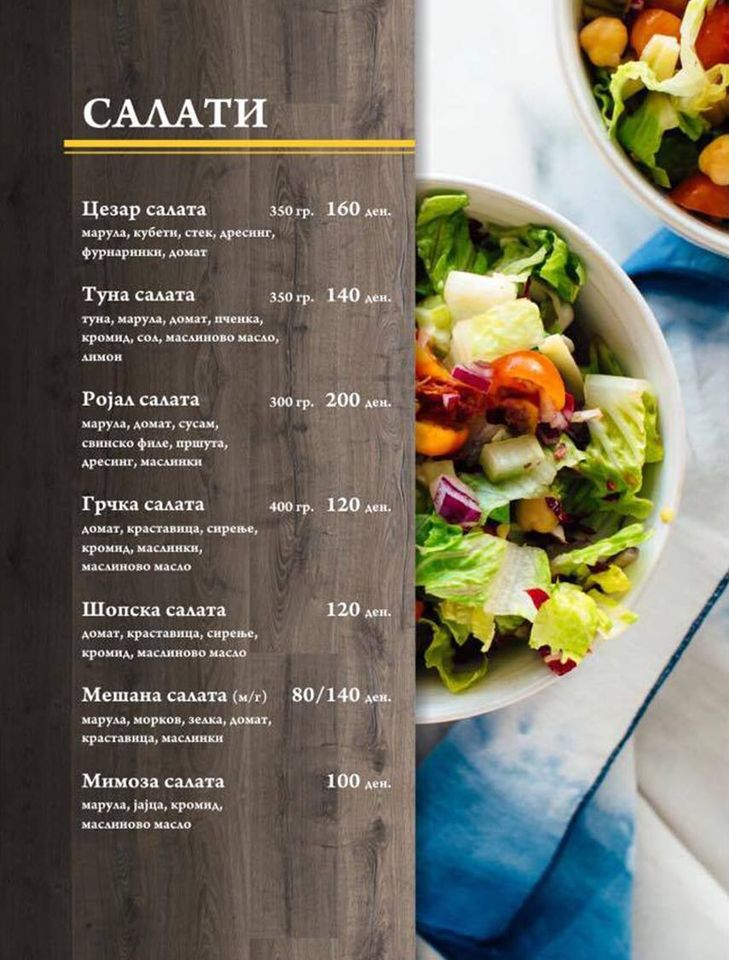 САЛАТИ
Цезар салата 350 гр. 160 ден.
марула, кубети, стек, дресинг,
фурнаринки, домат
Туна салата 350 гр. 140 ден.
туна, марула, домат, пченка,
кромид, сол, маслиново масло,
лимон
Ројал салата 300 гр. 200 ден.
марула, домат, сусам,
свинско филе, пршута,
дресинг, маслинки
Грчка салата 400 гр. 120 ден.
домат, краставица, сирење,
кромид, маслинки,
маслиново масло
Шопска салата 120 ден.
домат, краставица, сирење,
кромид, маслиново масло
Мешана салата (м/г) 80/140 ден.
марула, морков, зелка, домат,
краставица, маслинки
Мимоза салата 100 ден.
марула, јајца, кромид,
маслиново масло